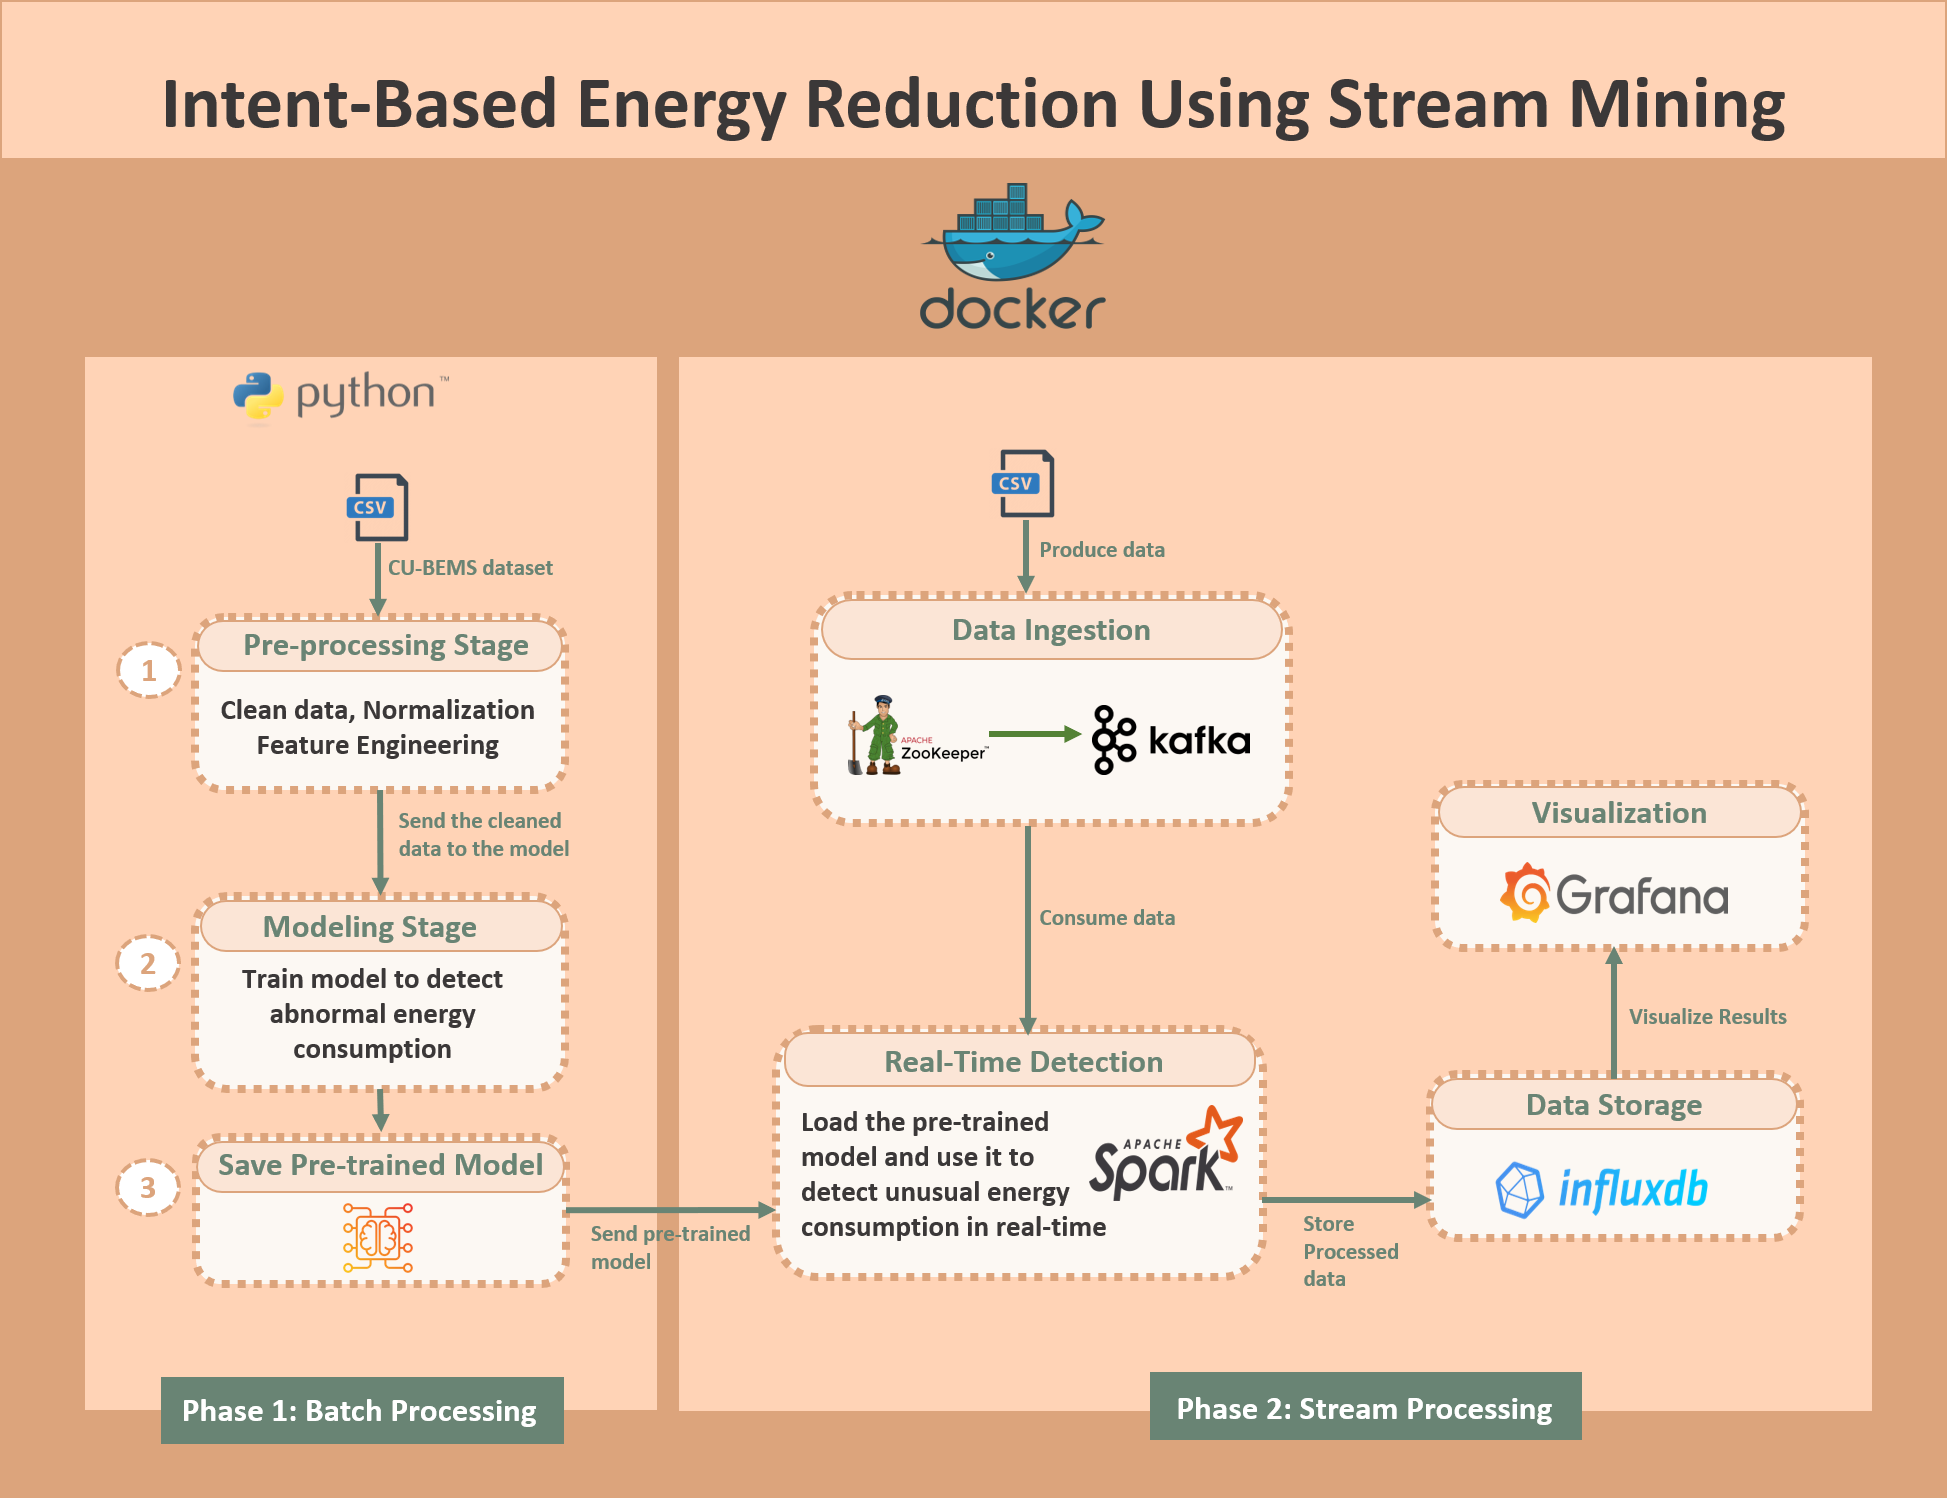 Intent-Based Energy Reduction Using Stream Mining
docker
python™
CSV
CU-BEMS dataset
1
Pre-processing Stage
Clean data, Normalization
Feature Engineering
Send the cleaned
data to the model
2
Modeling Stage
Train model to detect
abnormal energy
consumption
3
Save Pre-trained Model
Send pre-trained
model
Phase 1: Batch Processing
CSV
Produce data
Data Ingestion
APACHE
ZooKeeper™
kafka
Consume data
Real-Time Detection
Load the pre-trained
model and use it to
detect unusual energy
consumption in real-time
APACHE
Spark™
Store
Processed
data
Data Storage
influxdb
Visualize Results
Visualization
Grafana
Phase 2: Stream Processing